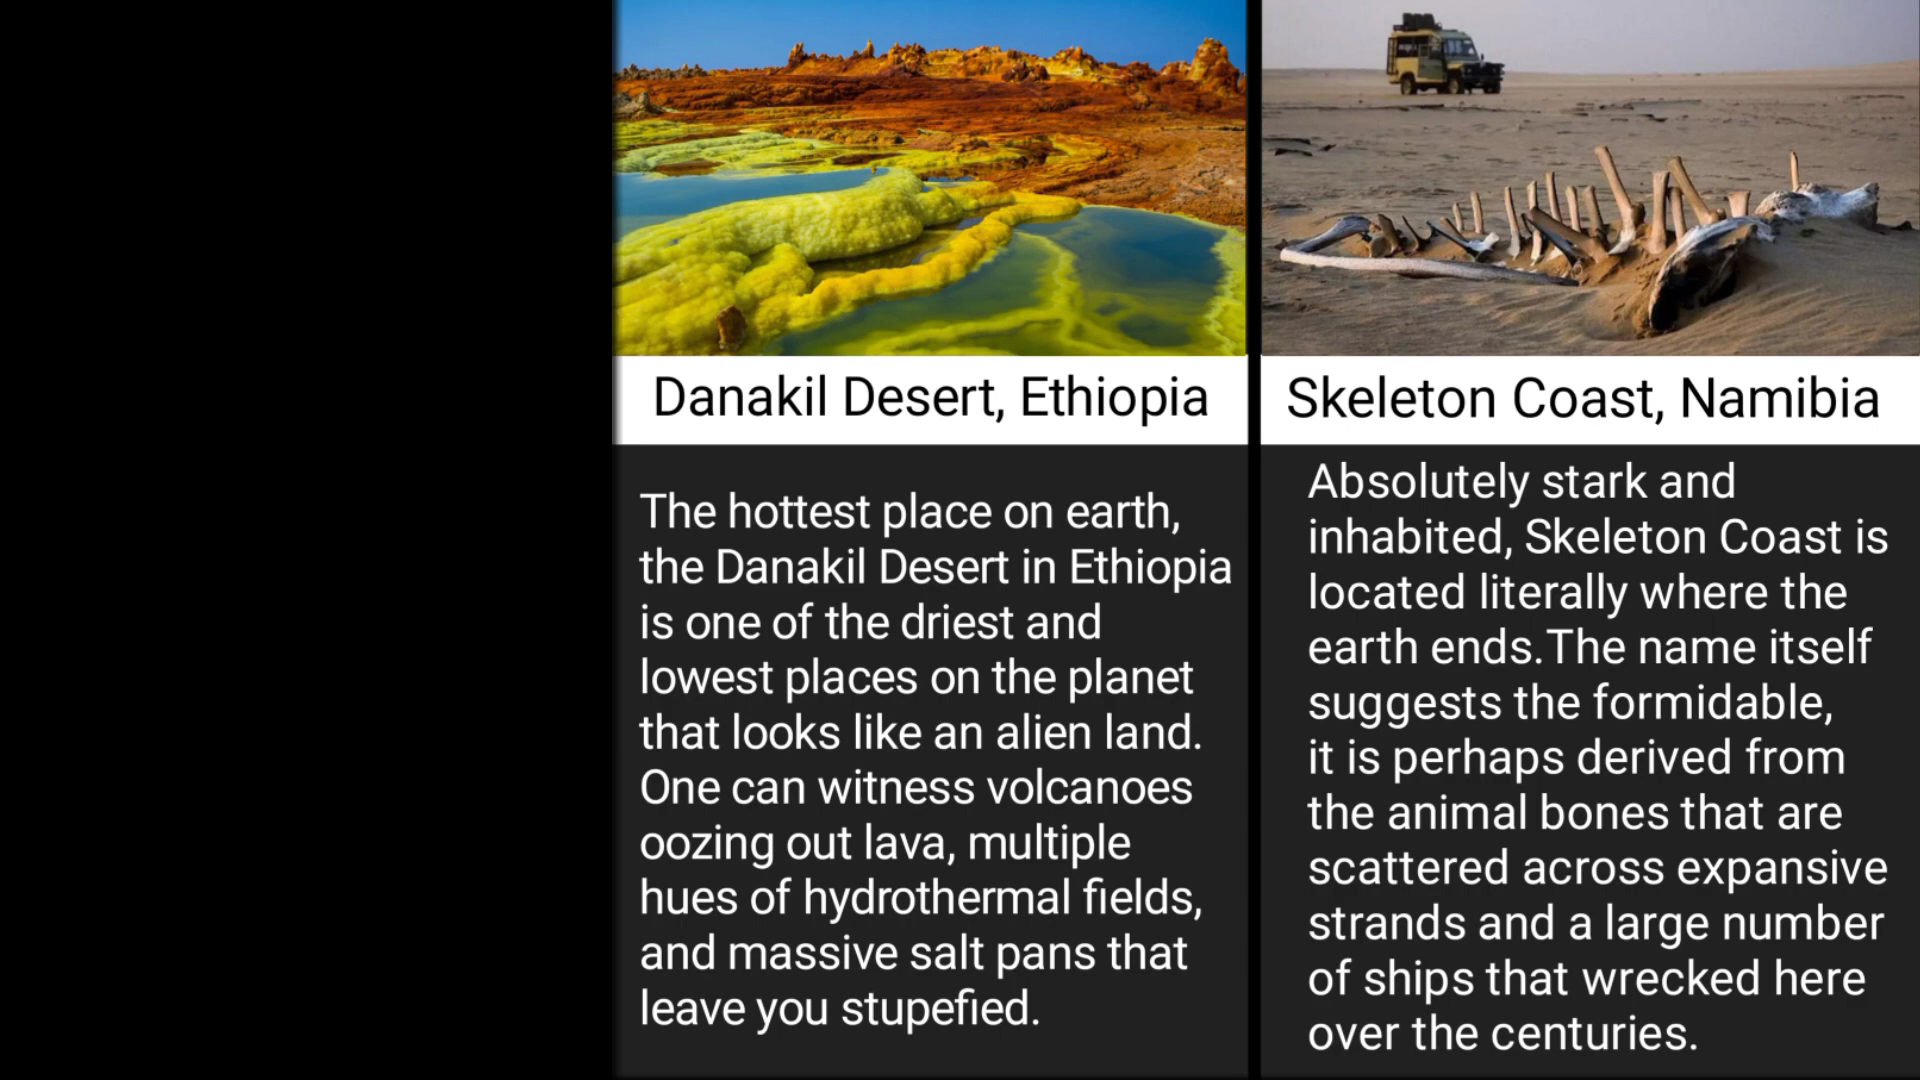 Danakil Desert, Ethiopia
The hottest place on earth,
the Danakil Desert in Ethiopia
is one of the driest and
lowest places on the planet
that looks like an alien land.
One can witness volcanoes
oozing out lava, multiple
hues of hydrothermal fields,
and massive salt pans that
leave you stupefied.
Skeleton Coast, Namibia
Absolutely stark and
inhabited, Skeleton Coast is
located literally where the
earth ends.The name itself
suggests the formidable,
it is perhaps derived from
the animal bones that are
scattered across expansive
strands and a large number
of ships that wrecked here
over the centuries.